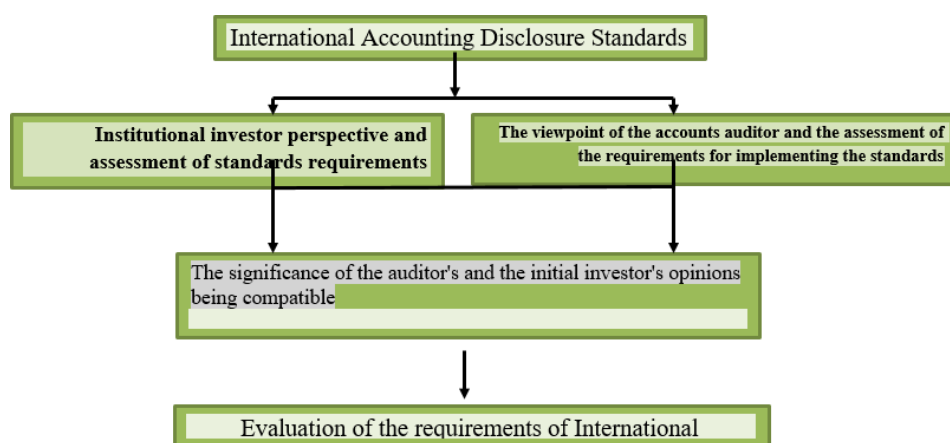 International Accounting Disclosure Standards
Institutional investor perspective and
assessment of standards requirements
The viewpoint of the accounts auditor and the assessment of
the requirements for implementing the standards
The significance of the auditor's and the initial investor's opinions
being compatible
Evaluation of the requirements of International